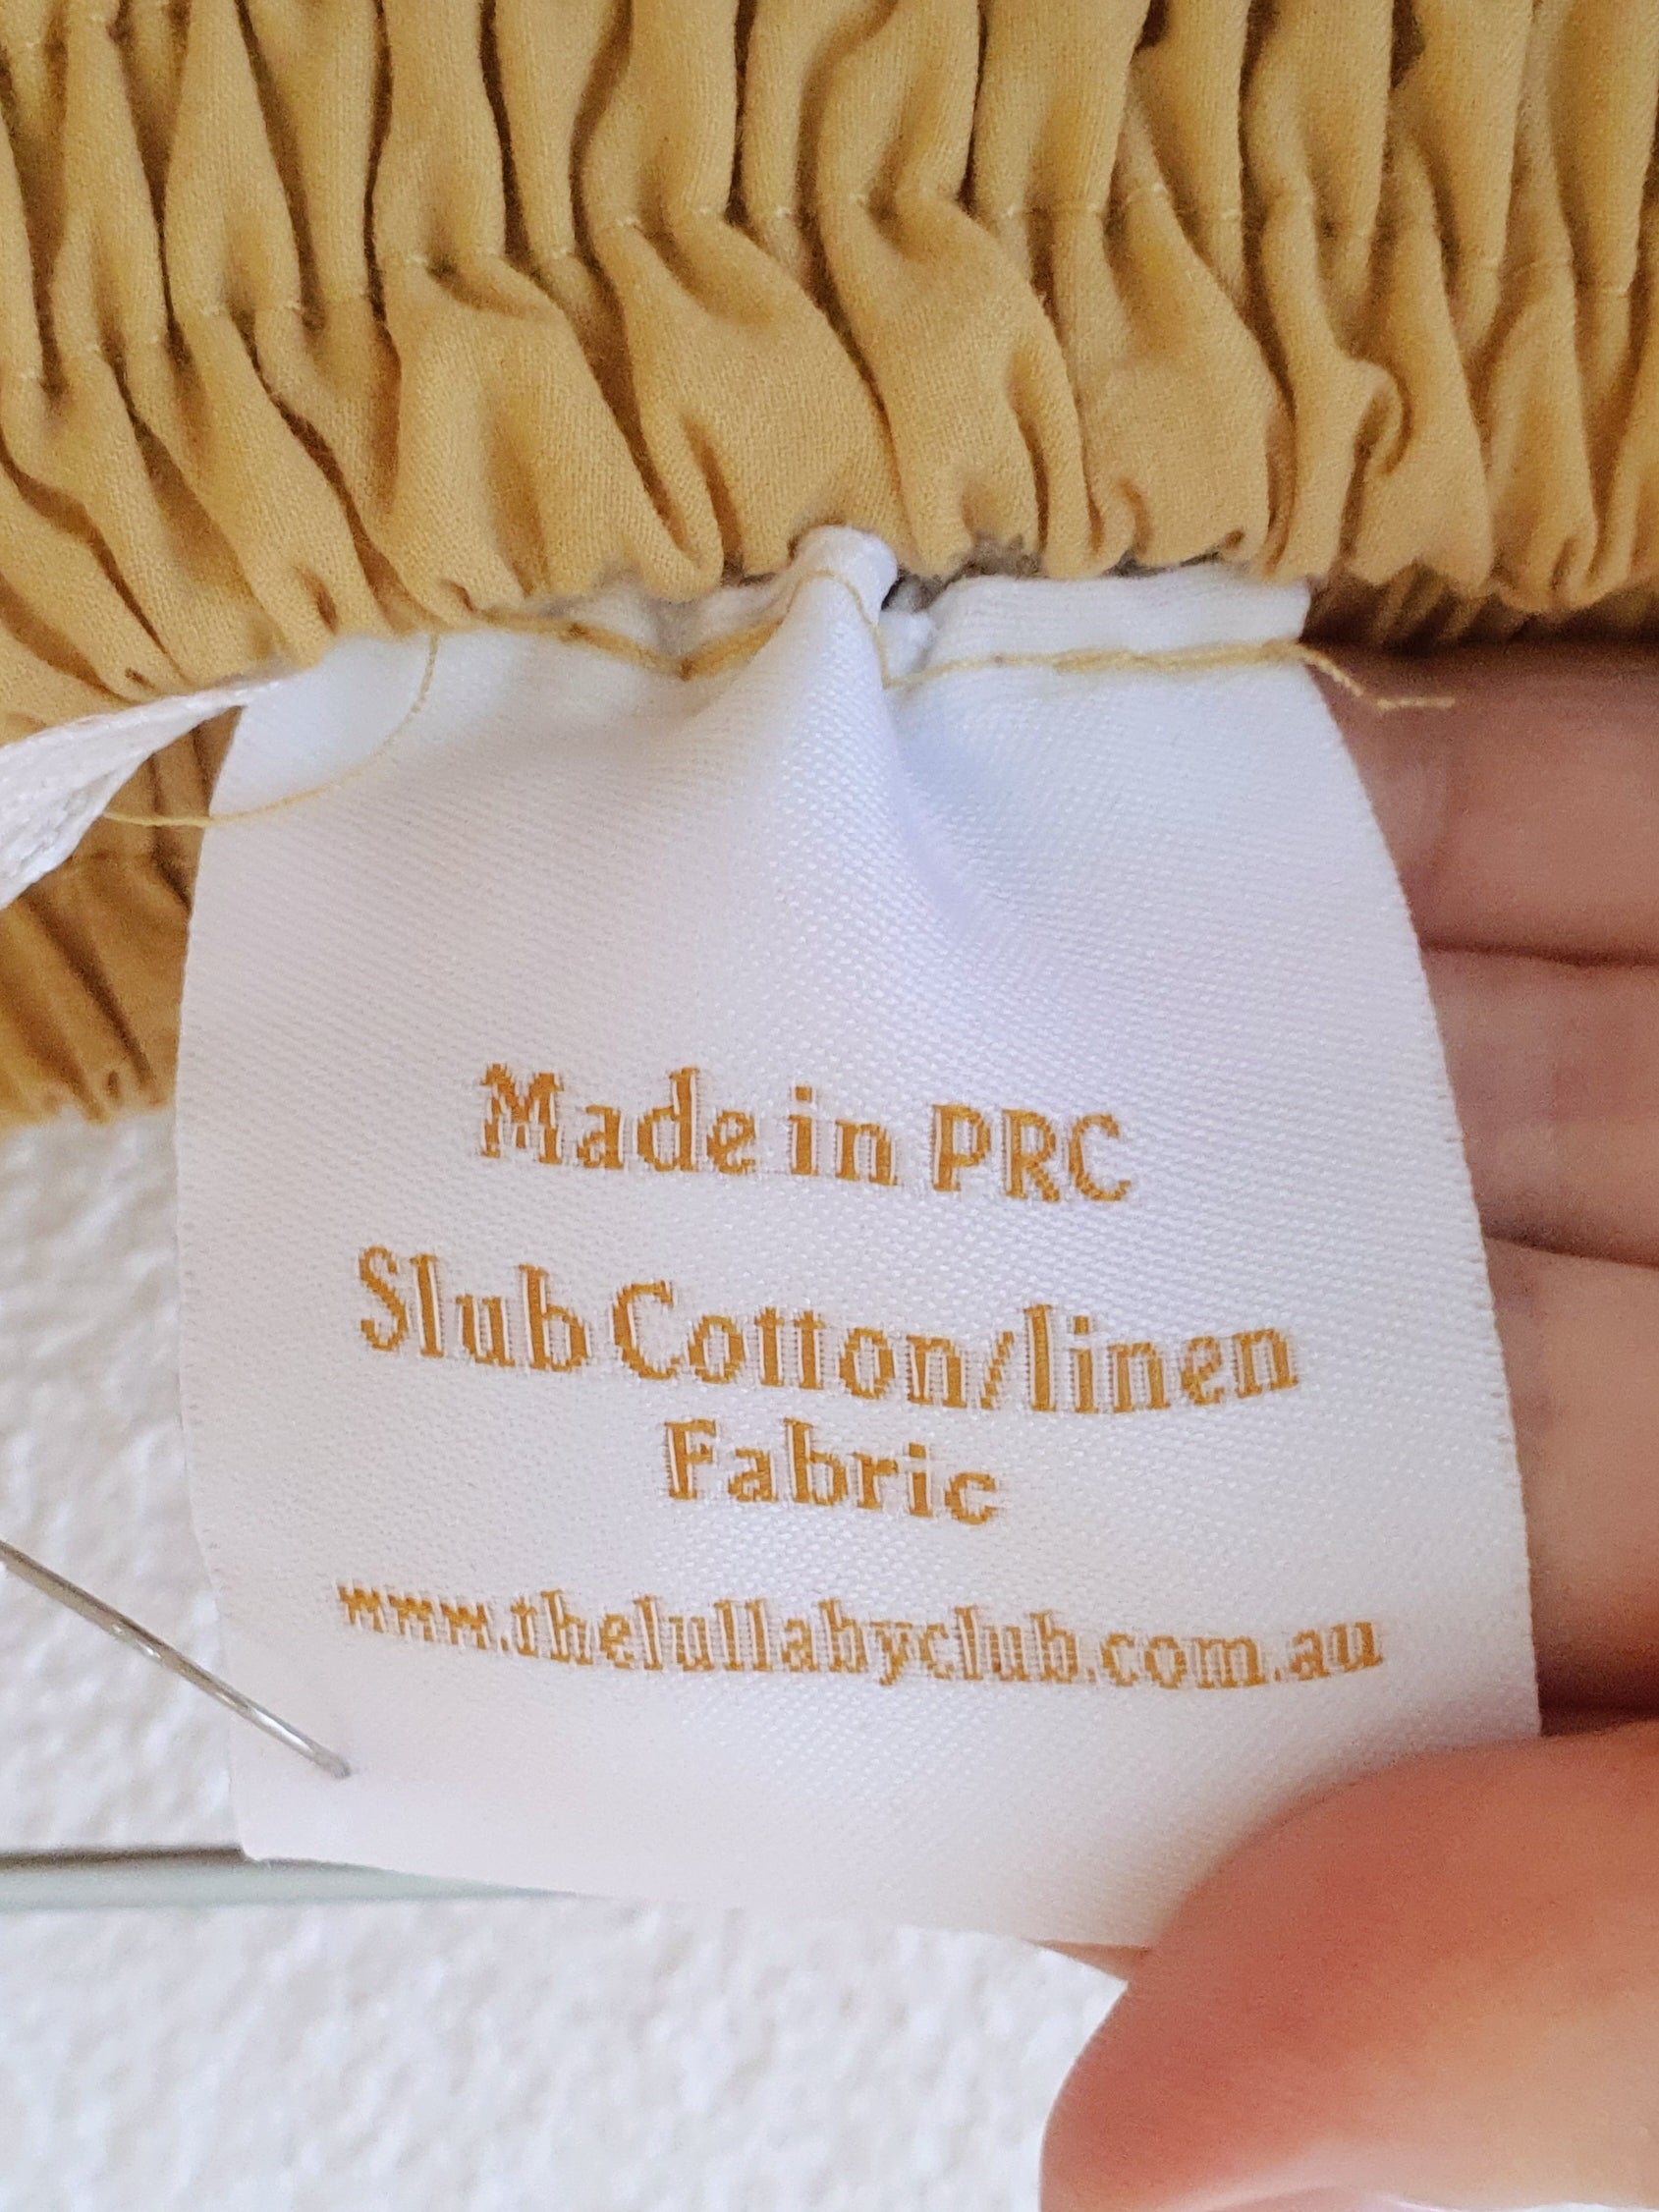 Made in PRC
Slub Cotton/linen
Fabric
www.thelullabyclub.com.au